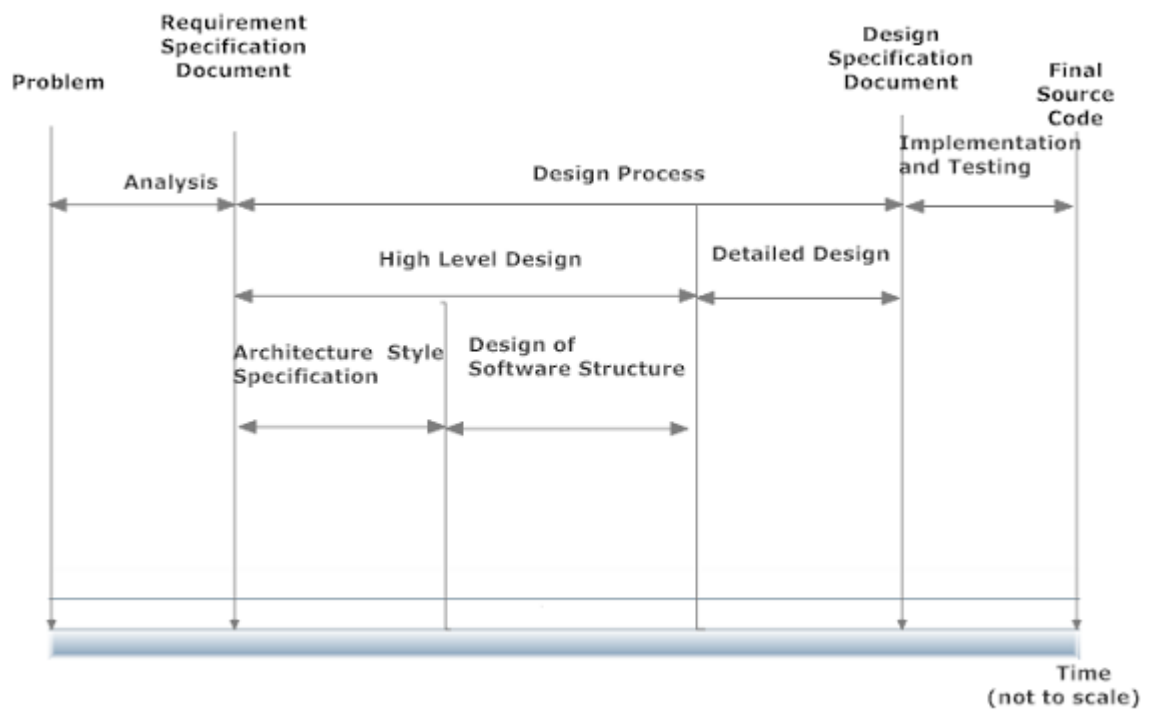 Requirement
Specification
Document
Problem
Design
Specification
Document
Final
Source
Code
Analysis
Design Process
Implementation
and Testing
High Level Design
Detailed Design
Architecture Style
Specification
Design of
Software Structure
Time
(not to scale)